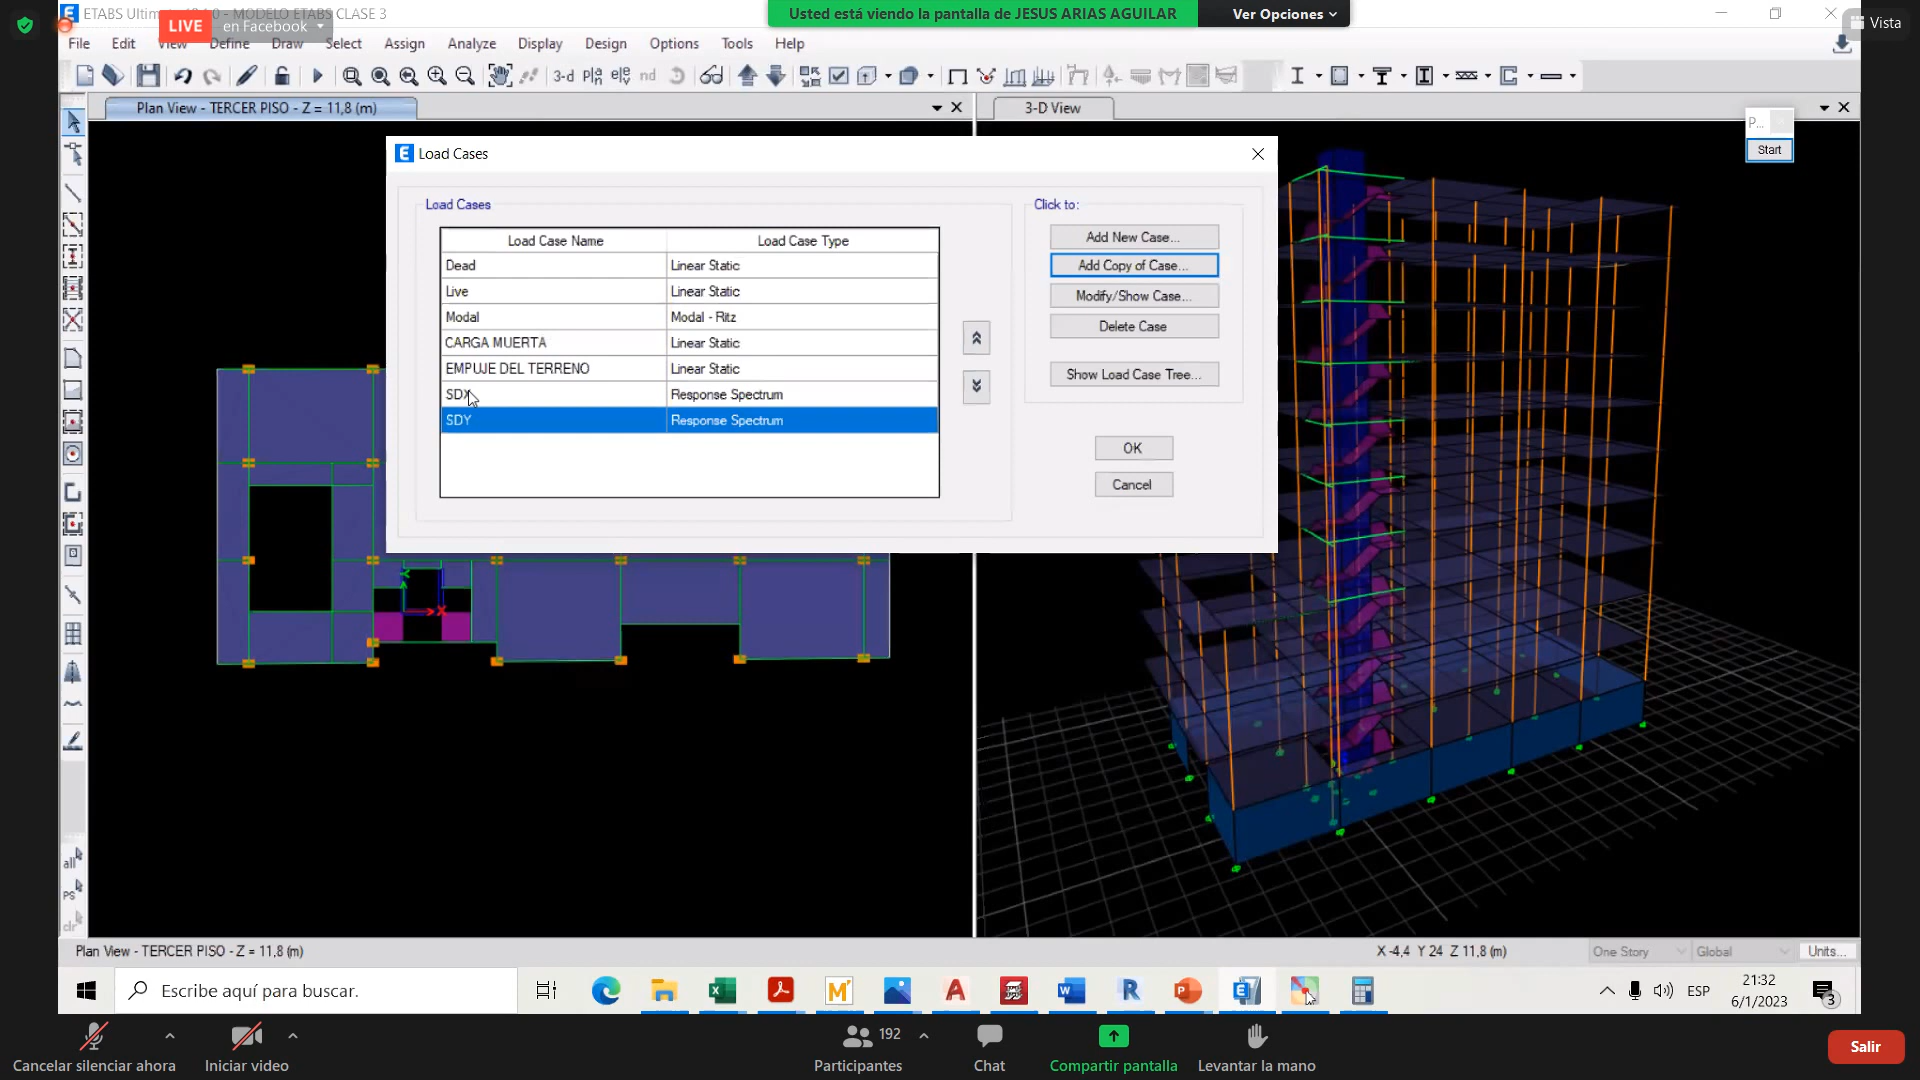 ETABS Ultimate
- MODELO ETABS CLASE 3
LIVE en Facebook
Usted está viendo la pantalla de JESUS ARIAS AGUILAR
Ver Opciones
Vista
File Edit View Define Draw Select Assign Analyze Display Design Options Tools Help
3-d
nd
Plan View - TERCER PISO - Z = 11,8 (m)
3-D View
P...
Start
Load Cases
Load Cases
Click to:
Load Case Name Load Case Type
Dead Linear Static
Live Linear Static
Modal Modal - Ritz
CARGA MUERTA Linear Static
EMPUJE DEL TERRENO Linear Static
SDX Response Spectrum
SDY Response Spectrum
Add New Case...
Add Copy of Case...
Modify/Show Case...
Delete Case
Show Load Case Tree...
OK
Cancel
X
all
PS
Plan View - TERCER PISO - Z = 11,8 (m)
X -4,4 Y 24 Z 11,8 (m)
One Story
Global
Units...
Escribe aquí para buscar.
ESP
21:32
6/1/2023
3
Cancelar silenciar ahora
Iniciar video
192
Participantes
Chat
Compartir pantalla
Levantar la mano
Salir